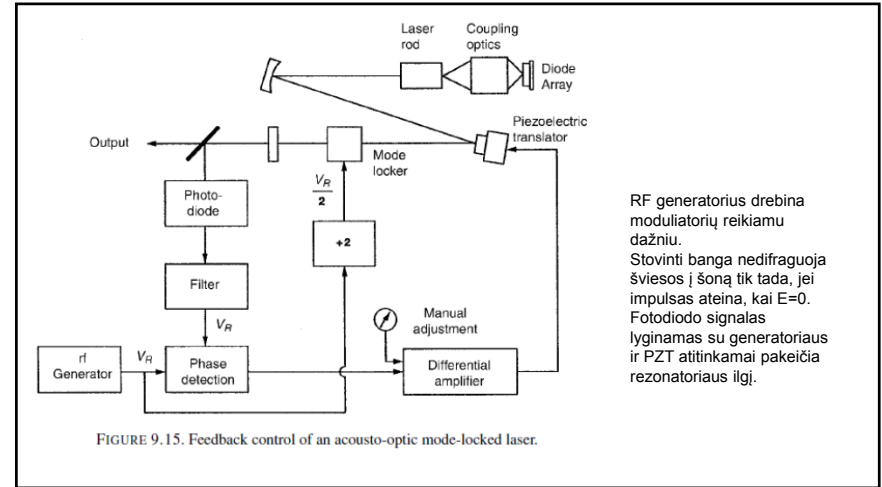 Laser
rod
Coupling
optics
Diode
Array
Piezoelectric
translator
Output
Mode
locker
V_R
2
Photo-
diode
+2
Filter
V_R
Manual
adjustment
rf
Generator
V_R
Phase
detection
Differential
amplifier
FIGURE 9.15. Feedback control of an acousto-optic mode-locked laser.
RF generatorius drebina
moduliatorių reikiamu
dažniu.
Stovinti banga nedifraguoja
šviesos į šoną tik tada, jei
impulsas ateina, kai E=0.
Fotodiodo signalas
lyginamas su generatoriaus
ir PZT atitinkamai pakeičia
rezonatoriaus ilgį.